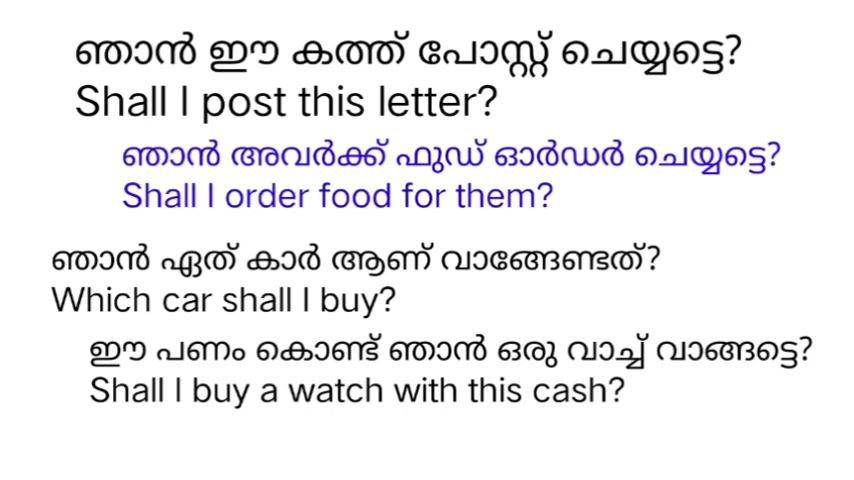 ഞാൻ ഈ കത്ത് പോസ്റ്റ് ചെയ്യട്ടെ?
Shall I post this letter?
ഞാൻ അവർക്ക് ഫുഡ് ഓർഡർ ചെയ്യട്ടെ?
Shall I order food for them?
ഞാൻ ഏത് കാർ ആണ് വാങ്ങേണ്ടത്?
Which car shall I buy?
ഈ പണം കൊണ്ട് ഞാൻ ഒരു വാച്ച് വാങ്ങട്ടെ?
Shall I buy a watch with this cash?